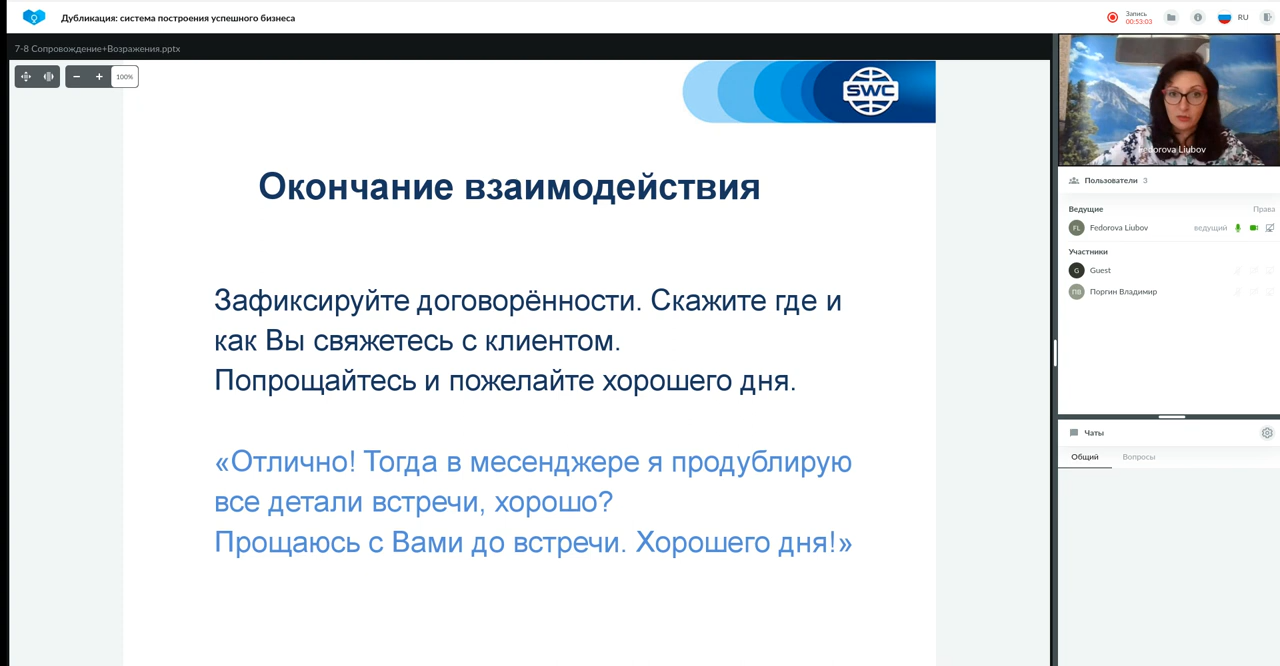 Дубликация: система построения успешного бизнеса
Запись
00:53:03
RU
7-8 Сопровождение+Возражения.pptx
100%
SWC
Окончание взаимодействия
Зафиксируйте договорённости. Скажите где и
как Вы свяжетесь с клиентом.
Попрощайтесь и пожелайте хорошего дня.
«Отлично! Тогда в месенджере я продублирую
все детали встречи, хорошо?
Прощаюсь с Вами до встречи. Хорошего дня!»
Fedorova Liubov
Пользователи 3
Ведущие Права
FL Fedorova Liubov ведущий
Участники
G Guest
ПВ Поргин Владимир
Чаты
Общий Вопросы